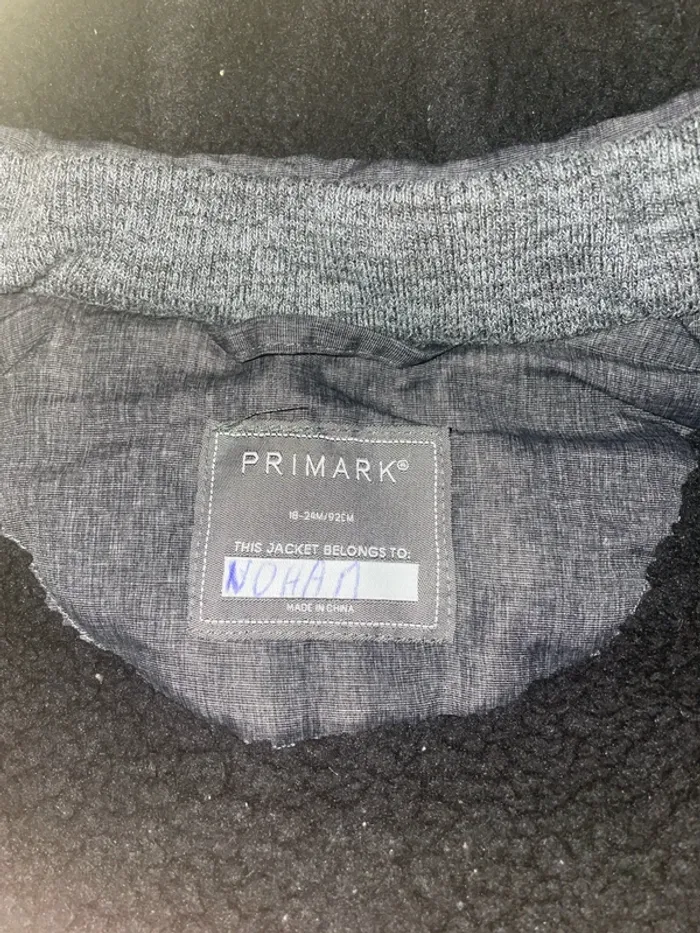 PRIMARK®
18-24M/92CM
THIS JACKET BELONGS TO:
NOHAM
MADE IN CHINA